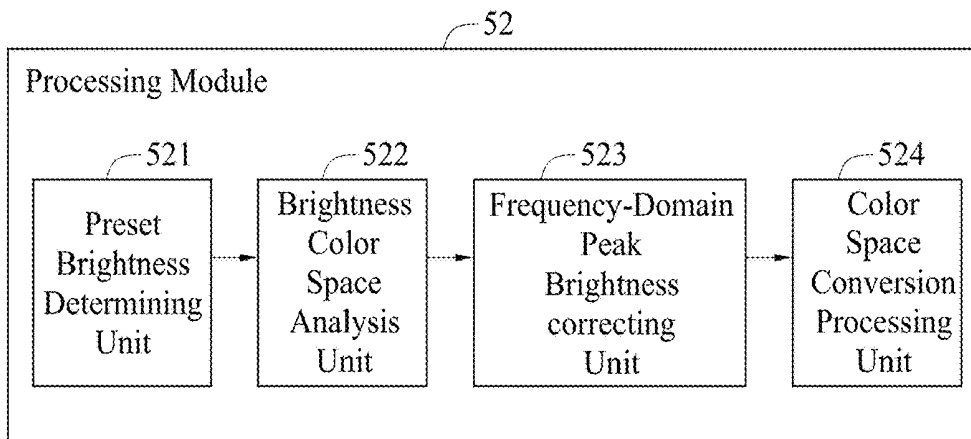 52
Processing Module
521
Preset
Brightness
Determining
Unit
522
Brightness
Color
Space
Analysis
Unit
523
Frequency-Domain
Peak
Brightness
correcting
Unit
524
Color
Space
Conversion
Processing
Unit